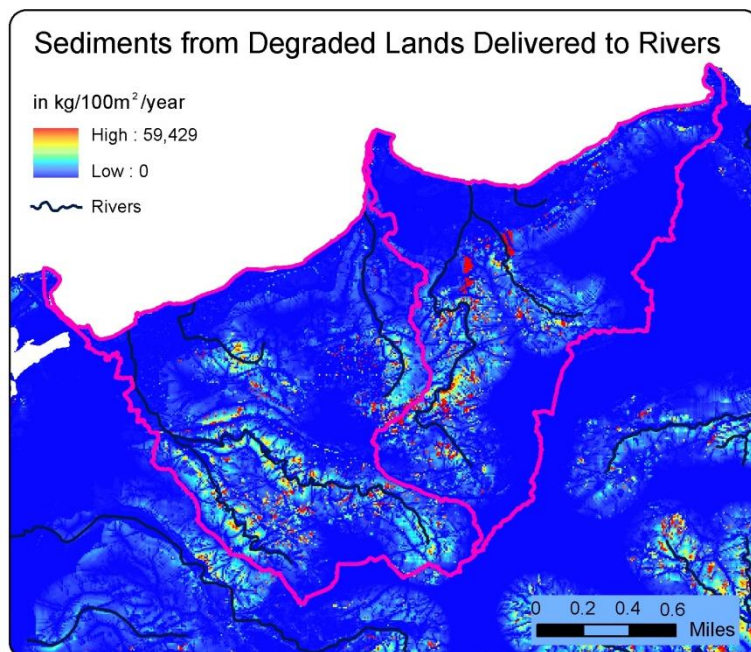 Sediments from Degraded Lands Delivered to Rivers
in kg/100m²/year
High : 59,429
Low : 0
Rivers
0 0.2 0.4 0.6
Miles